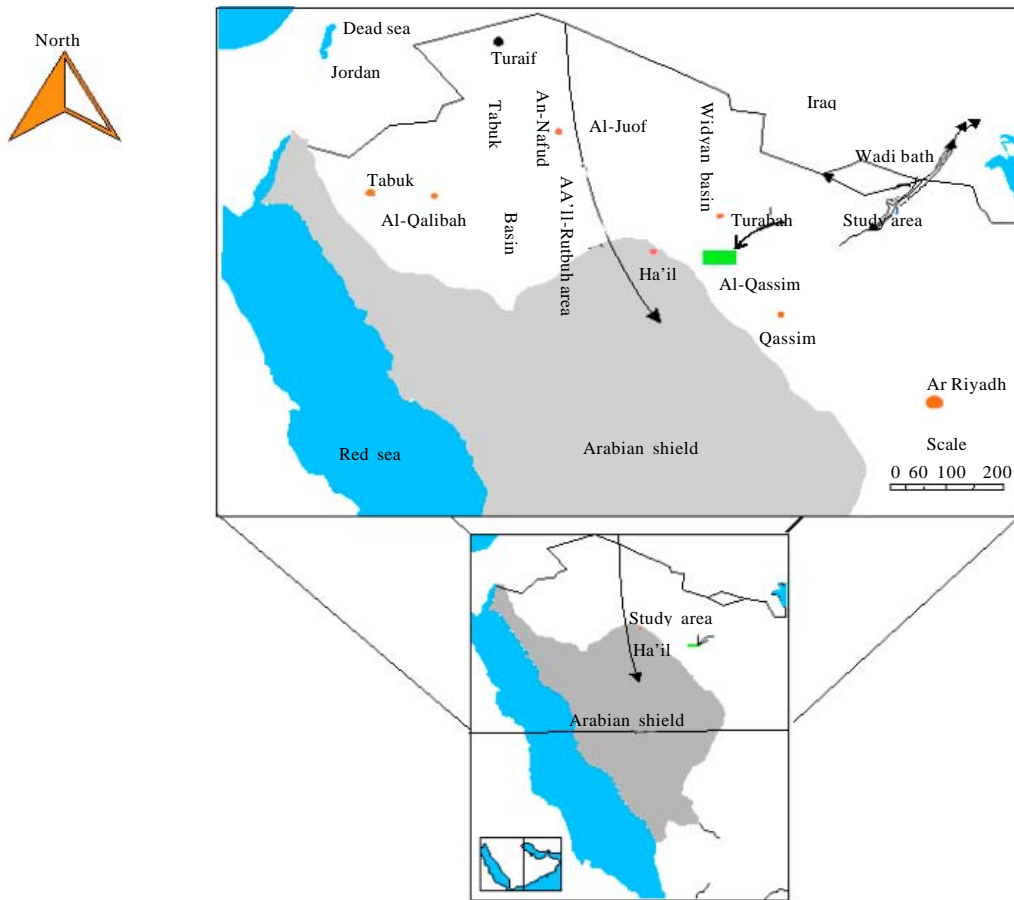 North
Dead sea
Jordan
Turaif
Tabuk
Basin
An-Nafud
AA'll-Rutbuh area
Al-Juof
Widyan basin
Iraq
Wadi bath
Tabuk
Al-Qalibah
Turabah
Study area
Ha'il
Al-Qassim
Qassim
Ar Riyadh
Red sea
Arabian shield
Scale
0 60 100 200
Study area
Ha'il
Arabian shield